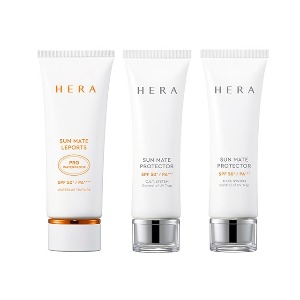 HERA
SUN MATE
LEPORTS
PRO
WATERPROOF
SPF 50+/PA+++
HERA
SUN MATE
PROTECTOR
SPF 50+/PA+++
HERA
SUN MATE
PROTECTOR
SPF 50+/PA+++